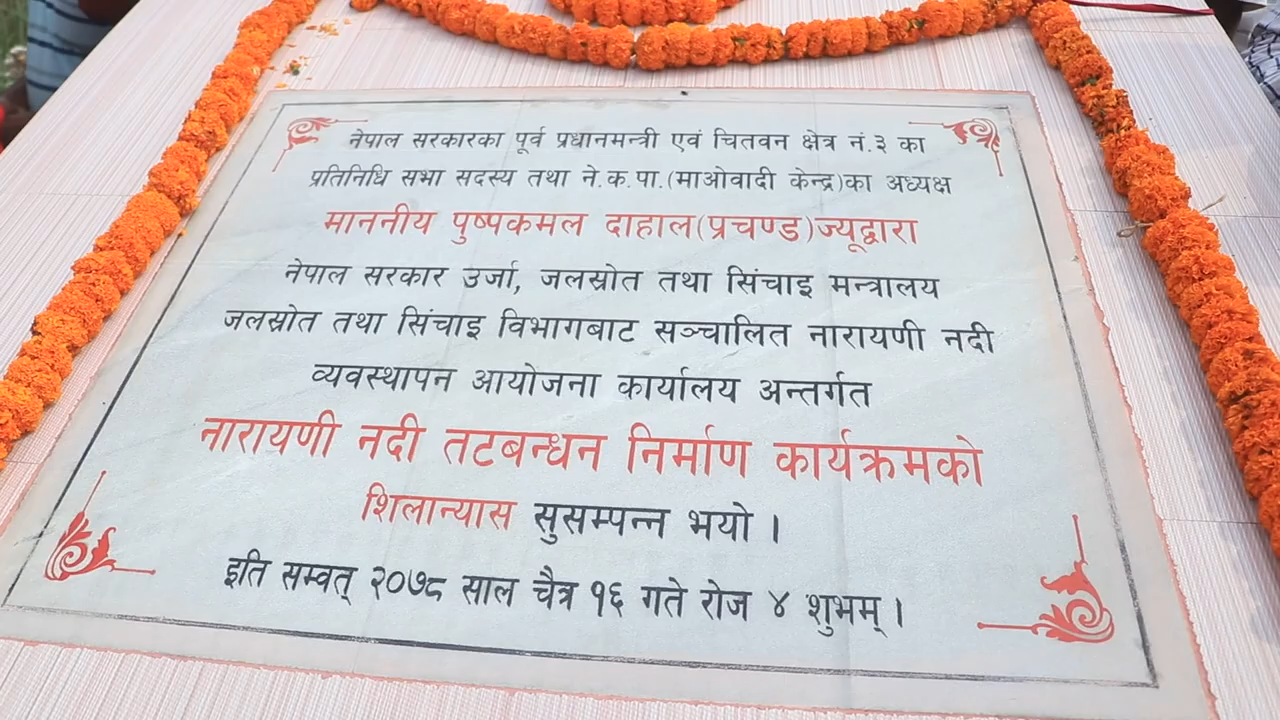 नेपाल सरकारका पूर्व प्रधानमन्त्री एवं चितवन क्षेत्र नं.३ का
प्रतिनिधि सभा सदस्य तथा ने.क.पा.(माओवादी केन्द्र)का अध्यक्ष
माननीय पुष्पकमल दाहाल(प्रचण्ड)ज्यूद्वारा
नेपाल सरकार उर्जा, जलस्रोत तथा सिंचाइ मन्त्रालय
जलस्रोत तथा सिंचाइ विभागबाट सञ्चालित नारायणी नदी
व्यवस्थापन आयोजना कार्यालय अन्तर्गत
नारायणी नदी तटबन्धन निर्माण कार्यक्रमको
शिलान्यास सुसम्पन्न भयो ।
इति सम्वत् २०७८ साल चैत्र १६ गते रोज ४ शुभम् ।